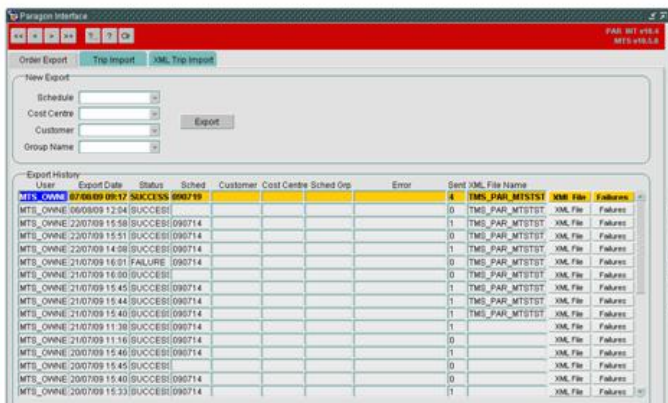 Paragon Interface
<< < > >> ?.. ?
PAR INT v10.4
MTS v10.5.0
Order Export Trip Import XML Trip Import
New Export
Schedule
Cost Centre
Export
Customer
Group Name
Export History
User Export Date Status Sched Customer Cost Centre Sched Grp Error Sent XML File Name
MTS_OWNE 07/08/09 09:17 SUCCESS 090719 4 TMS_PAR_MTSTST XML File Failures
MTS_OWNE 06/08/09 12:04 SUCCESS 0 TMS_PAR_MTSTST XML File Failures
MTS_OWNE 22/07/09 15:58 SUCCESS 090714 1 TMS_PAR_MTSTST XML File Failures
MTS_OWNE 22/07/09 15:51 SUCCESS 090714 0 TMS_PAR_MTSTST XML File Failures
MTS_OWNE 22/07/09 14:08 SUCCESS 090714 1 TMS_PAR_MTSTST XML File Failures
MTS_OWNE 21/07/09 16:01 FAILURE 090714 0 TMS_PAR_MTSTST XML File Failures
MTS_OWNE 21/07/09 16:00 SUCCESS 0 TMS_PAR_MTSTST XML File Failures
MTS_OWNE 21/07/09 15:45 SUCCESS 090714 1 TMS_PAR_MTSTST XML File Failures
MTS_OWNE 21/07/09 15:44 SUCCESS 090714 1 TMS_PAR_MTSTST XML File Failures
MTS_OWNE 21/07/09 15:40 SUCCESS 090714 1 TMS_PAR_MTSTST XML File Failures
MTS_OWNE 21/07/09 11:38 SUCCESS 1 XML File Failures
MTS_OWNE 21/07/09 11:16 SUCCESS 0 XML File Failures
MTS_OWNE 20/07/09 15:46 SUCCESS 090714 1 XML File Failures
MTS_OWNE 20/07/09 15:45 SUCCESS 0 XML File Failures
MTS_OWNE 20/07/09 15:40 SUCCESS 090714 0 XML File Failures
MTS_OWNE 20/07/09 15:33 SUCCESS 090714 1 XML File Failures